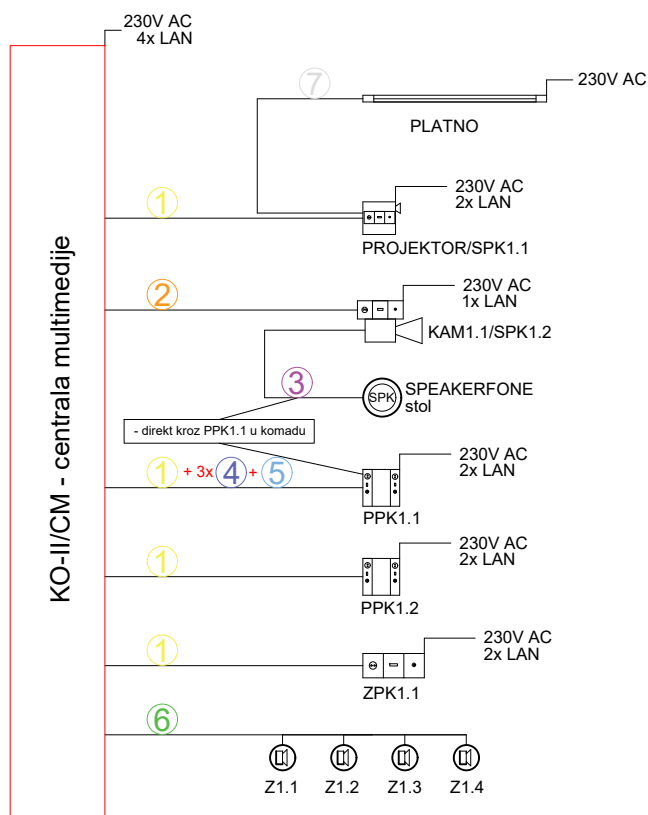 230V AC
4x LAN
7
230V AC
PLATNO
1
230V AC
2x LAN
PROJEKTOR/SPK1.1
2
230V AC
1x LAN
KAM1.1/SPK1.2
3
SPK
SPEAKERFONE
stol
- direkt kroz PPK1.1 u komadu
1 + 3x 4 + 5
230V AC
2x LAN
PPK1.1
1
230V AC
2x LAN
PPK1.2
1
230V AC
2x LAN
ZPK1.1
6
Z1.1 Z1.2 Z1.3 Z1.4
KO-II/CM - centrala multimedije